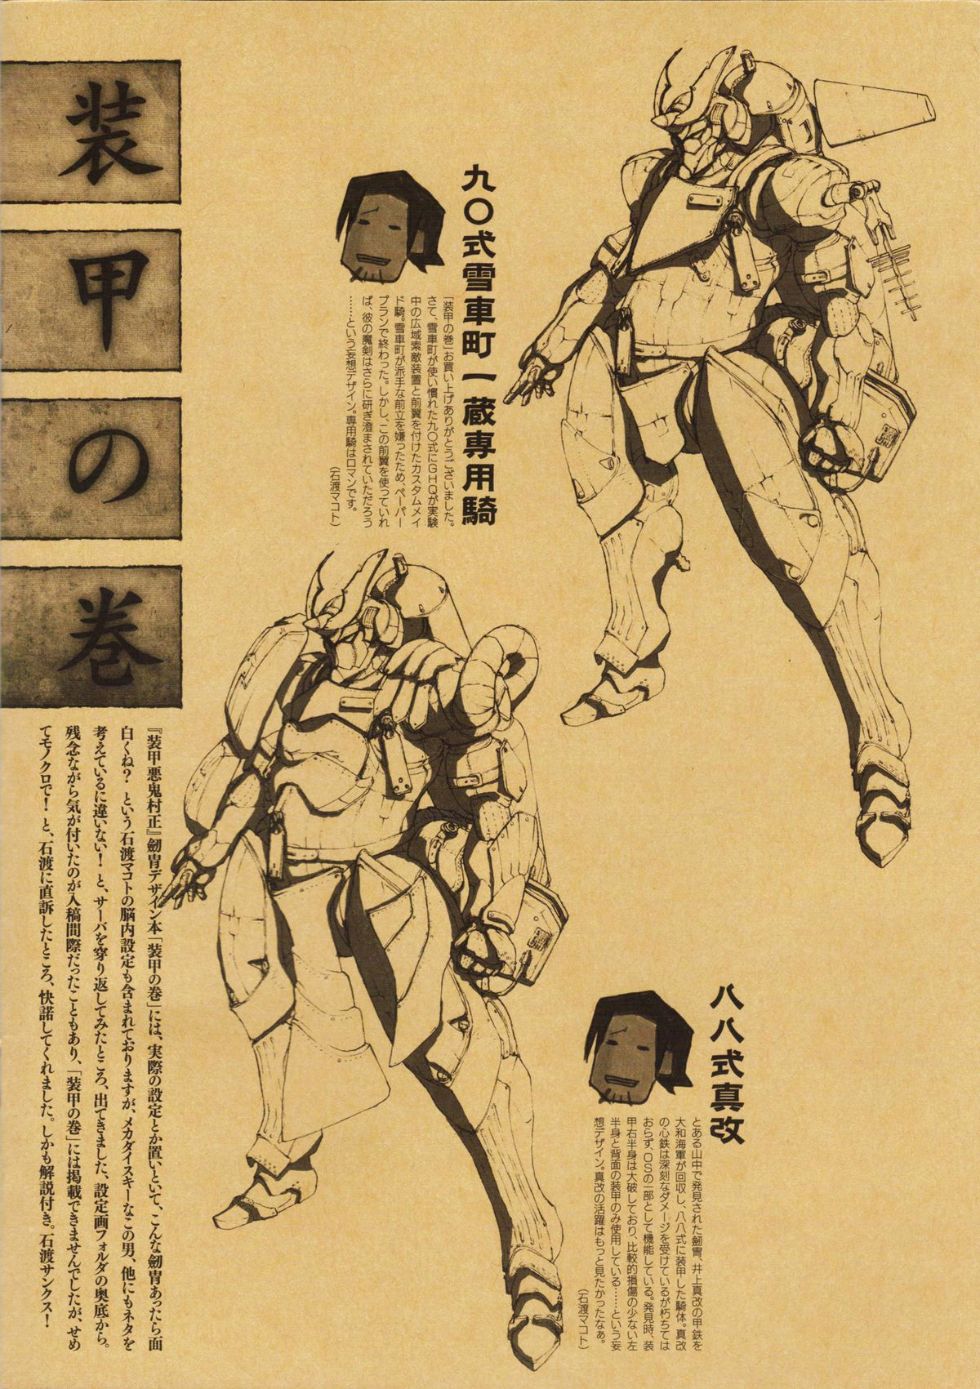 装甲の巻
九〇式雪車町一蔵専用騎
「装甲の巻」お買い上げありがとうございました。
さて、雪車町が使い慣れた九〇式にGHQが実験
中の広域索敵装置と前翼を付けたカスタムメイ
ド騎。雪車町が派手な前立を嫌ったため、ペーパー
プランで終わった。しかし、この前翼を使っていれ
ば、彼の魔剣はさらに研ぎ澄まされていただろう
……という妄想デザイン。専用騎はロマンです。
（石渡マコト）
八八式真改
とある山中で発見された劒冑、井上真改の甲鉄を
大和海軍が回収し、八八式に装甲した騎体。真改
の心鉄は深刻なダメージを受けているが朽ちては
おらず、OSの一部として機能している。発見時、装
甲右半身は大破しており、比較的損傷の少ない左
半身と背面の装甲のみ使用している……という妄
想デザイン。真改の活躍はもっと見たかったなぁ。
（石渡マコト）
『装甲悪鬼村正』劒冑デザイン本「装甲の巻」には、実際の設定とか置いといて、こんな劒冑あったら面
白くね？　という石渡マコトの脳内設定も含まれておりますが、メカダイスキーなこの男、他にもネタを
考えているに違いない！　と、サーバを穿り返してみたところ、出てきました、設定画フォルダの奥底から。
残念ながら気が付いたのが入稿間際だったこともあり、「装甲の巻」には掲載できませんでしたが、せめ
てモノクロで！　と、石渡に直訴したところ、快諾してくれました。しかも解説付き。石渡サンクス！